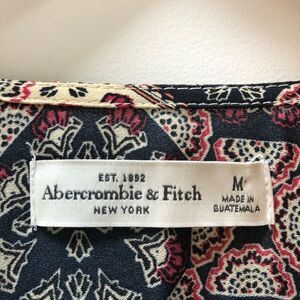 EST. 1892
Abercrombie & Fitch
NEW YORK
M
MADE IN
GUATEMALA